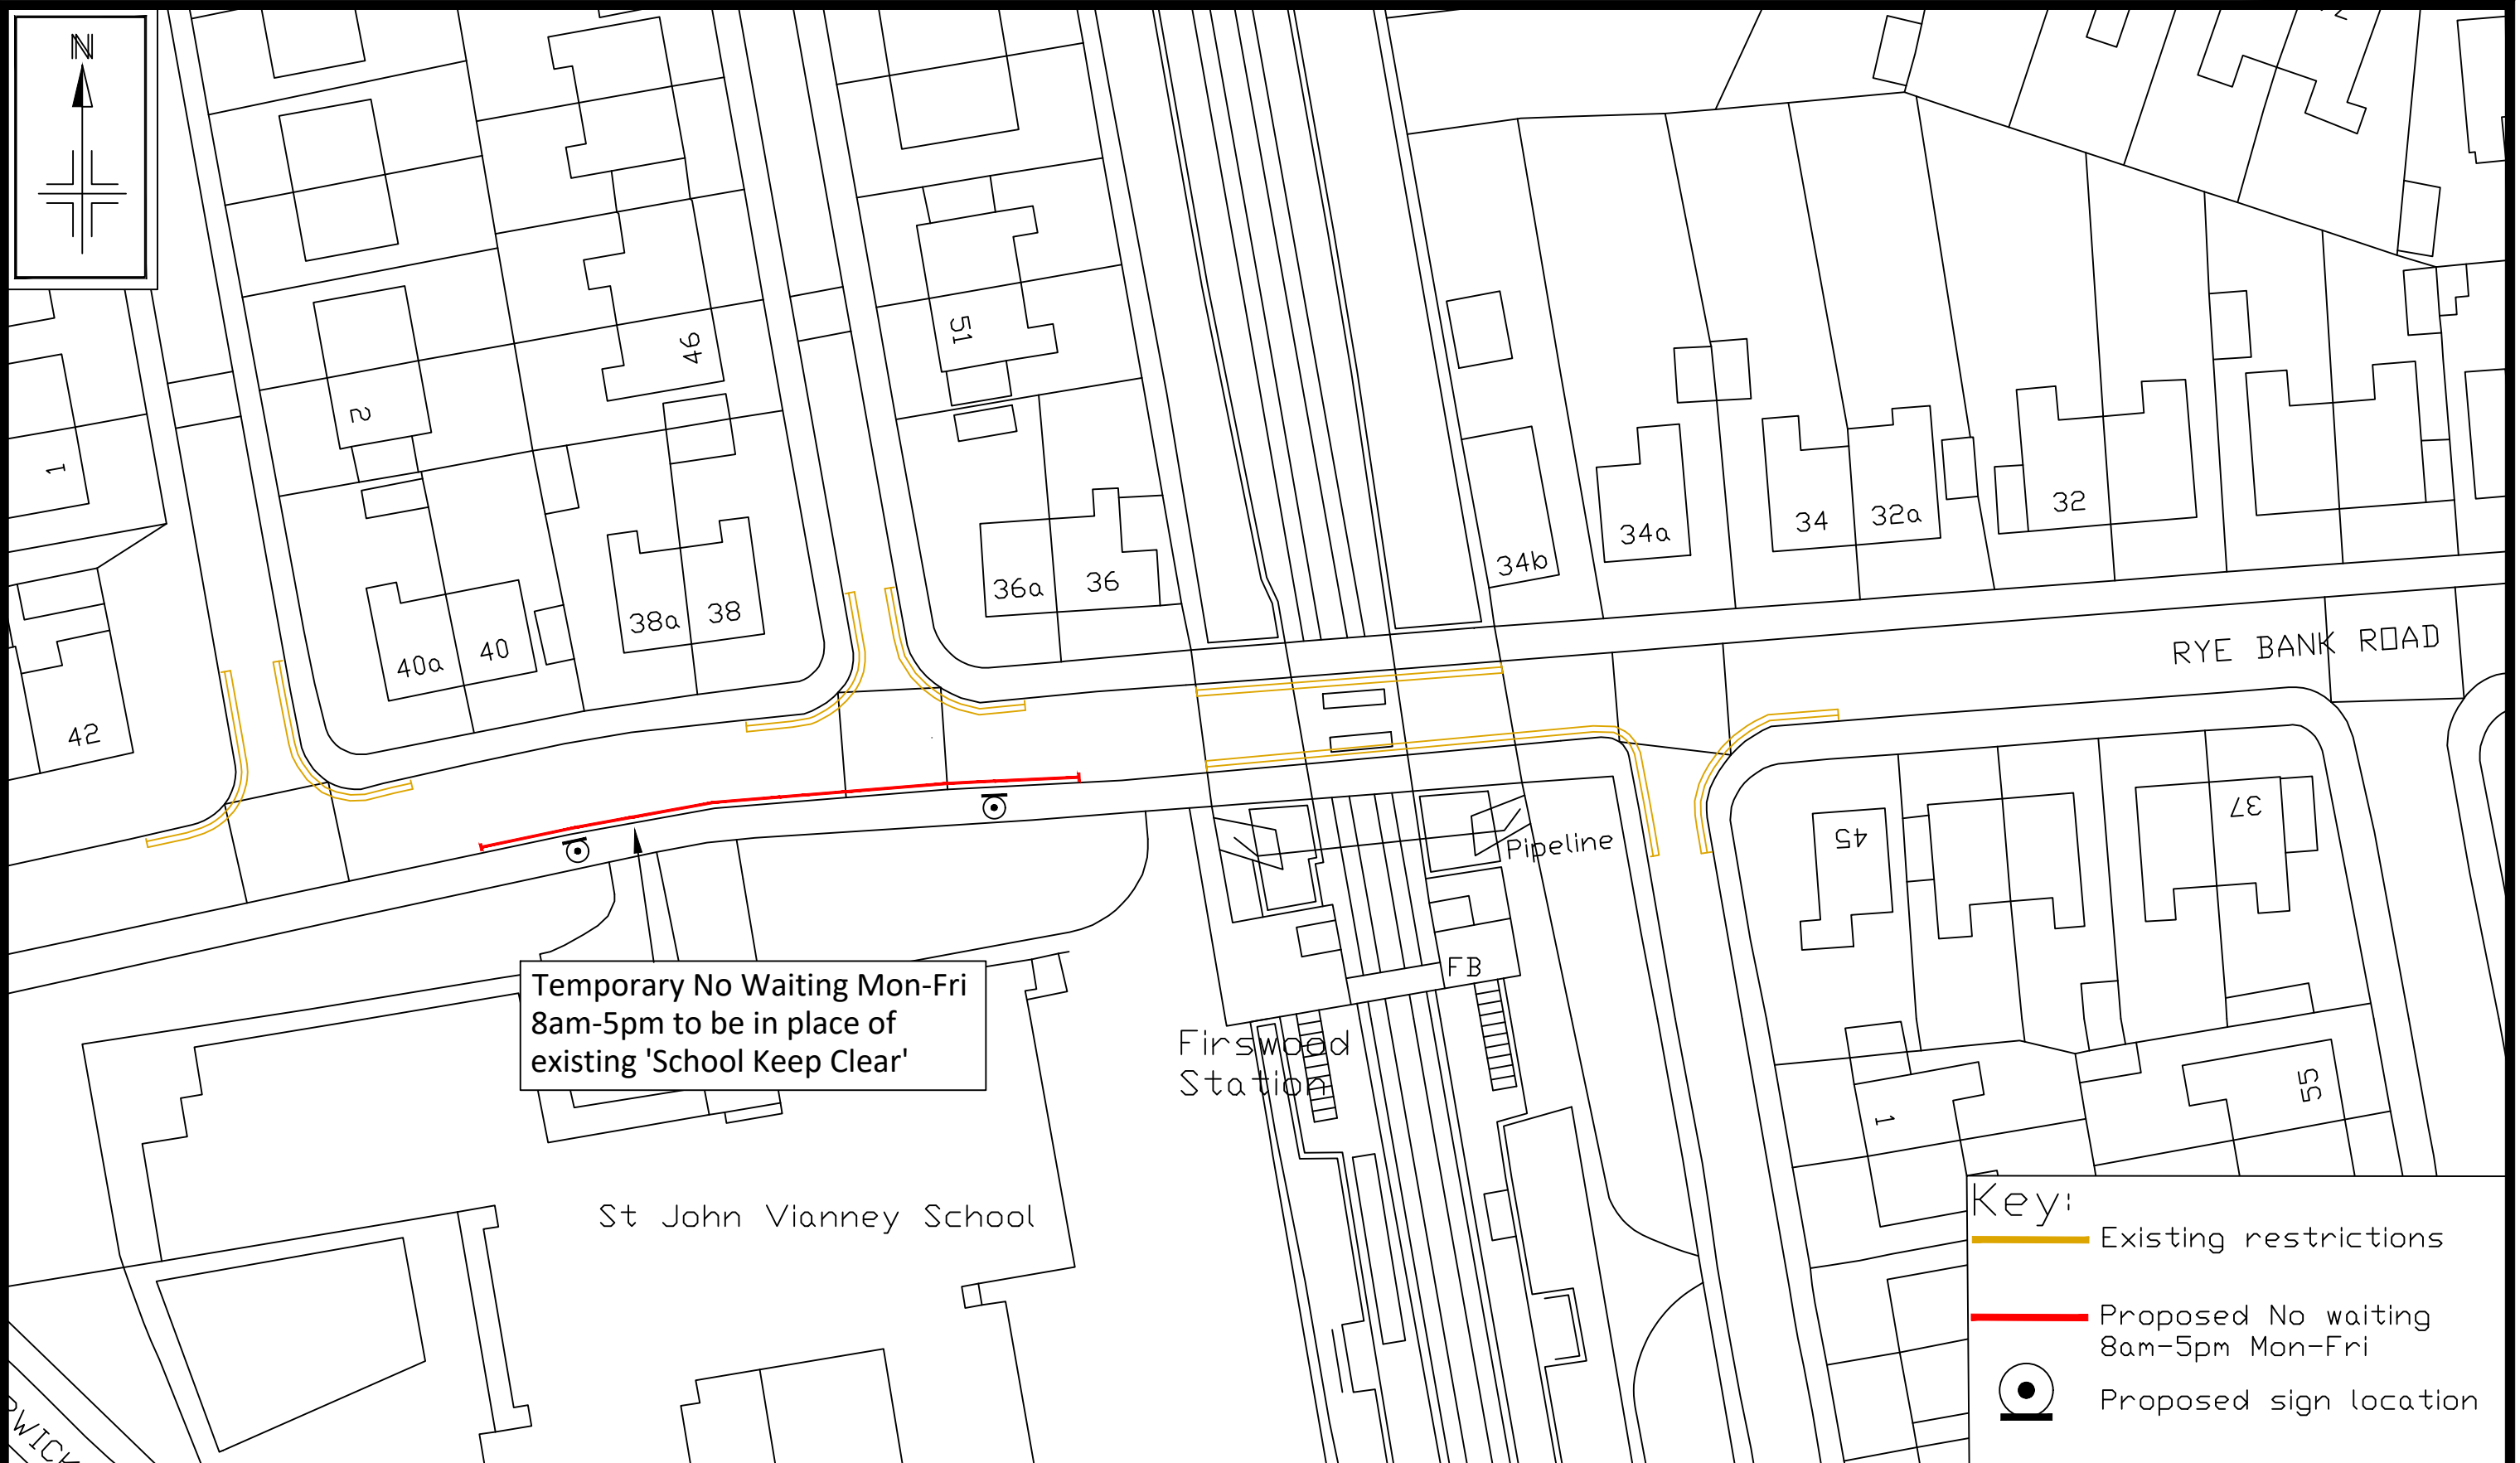 N
51
46
2
1
36a
36
34b
34a
34
32a
32
38a
38
40a
40
42
RYE BANK ROAD
45
37
Pipeline
FB
Temporary No Waiting Mon-Fri
8am-5pm to be in place of
existing 'School Keep Clear'
Firswood
Station
55
1
St John Vianney School
Key:
Existing restrictions
Proposed No waiting
8am-5pm Mon-Fri
Proposed sign location
WICK